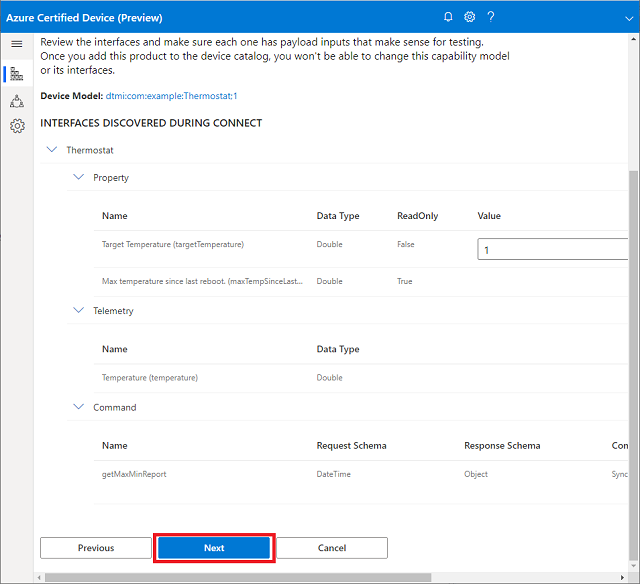 Azure Certified Device (Preview)
?
Review the interfaces and make sure each one has payload inputs that make sense for testing.
Once you add this product to the device catalog, you won't be able to change this capability model
or its interfaces.
Device Model: dtmi:com:example:Thermostat;1
INTERFACES DISCOVERED DURING CONNECT
Thermostat
Property
Name Data Type ReadOnly Value
Target Temperature (targetTemperature) Double False 1
Max temperature since last reboot. (maxTempSinceLast... Double True
Telemetry
Name Data Type
Temperature (temperature) Double
Command
Name Request Schema Response Schema Con
getMaxMinReport DateTime Object Sync
Previous Next Cancel